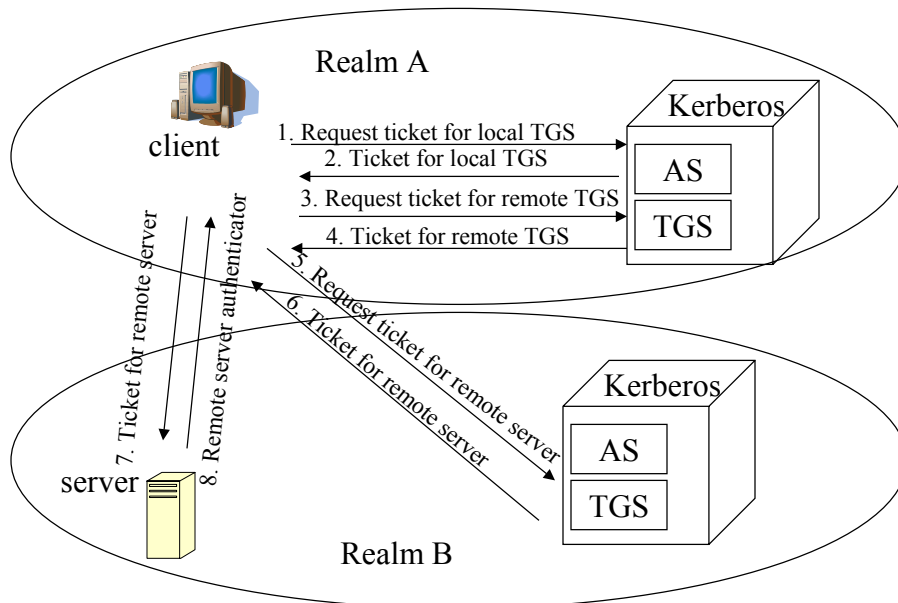 Realm A
Kerberos
client
1. Request ticket for local TGS
2. Ticket for local TGS
AS
3. Request ticket for remote TGS
TGS
4. Ticket for remote TGS
5. Request ticket for remote server
6. Ticket for remote server
7. Ticket for remote server
8. Remote server authenticator
Kerberos
AS
server
TGS
Realm B